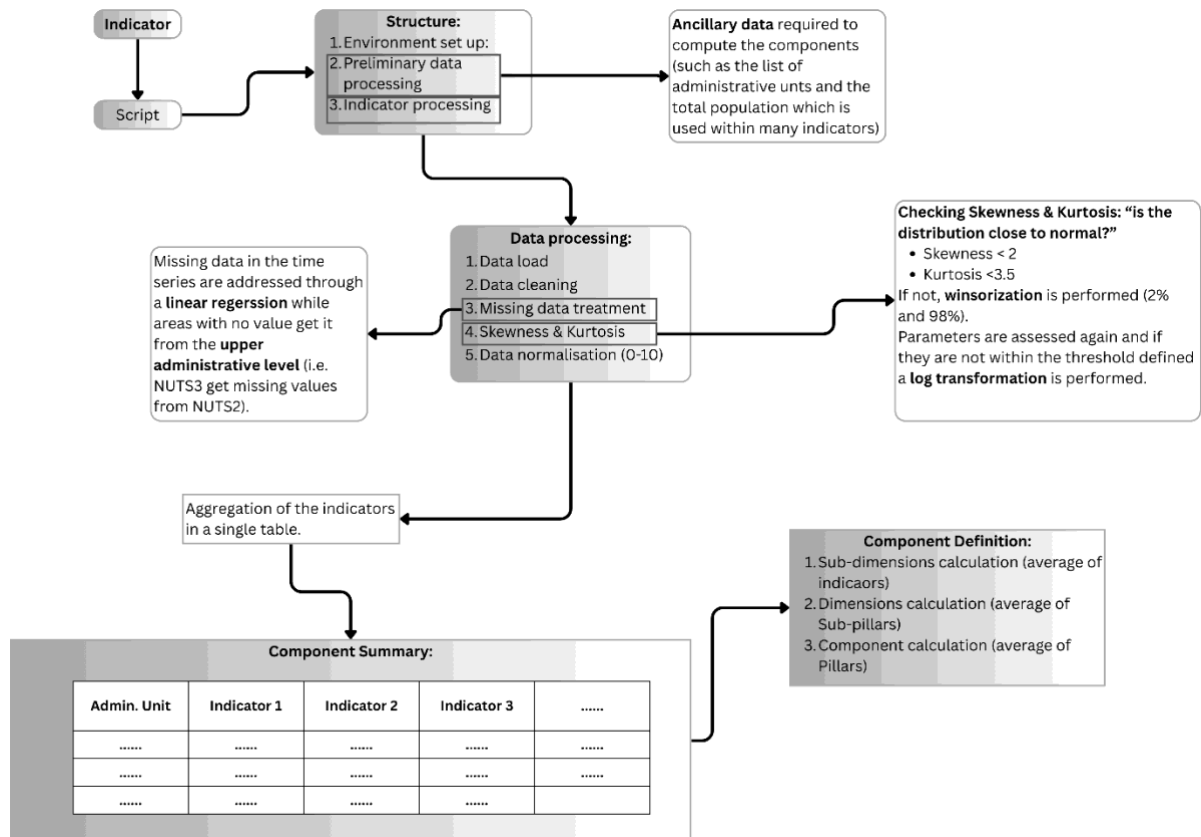 Indicator
Script
Structure:
1. Environment set up:
2. Preliminary data
processing
3. Indicator processing
Ancillary data required to
compute the components
(such as the list of
administrative unts and the
total population which is
used within many indicators)
Data processing:
1. Data load
2. Data cleaning
3. Missing data treatment
4. Skewness & Kurtosis
5. Data normalisation (0-10)
Missing data in the time
series are addressed through
a linear regerssion while
areas with no value get it
from the upper
administrative level (i.e.
NUTS3 get missing values
from NUTS2).
Checking Skewness & Kurtosis: “is the
distribution close to normal?”
• Skewness < 2
• Kurtosis <3.5
If not, winsorization is performed (2%
and 98%).
Parameters are assessed again and if
they are not within the threshold defined
a log transformation is performed.
Aggregation of the indicators
in a single table.
Component Definition:
1. Sub-dimensions calculation (average of
indicaors)
2. Dimensions calculation (average of
Sub-pillars)
3. Component calculation (average of
Pillars)
Component Summary:
Admin. Unit Indicator 1 Indicator 2 Indicator 3 ......
...... ...... ...... ...... ......
...... ...... ...... ...... ......
...... ...... ...... ......